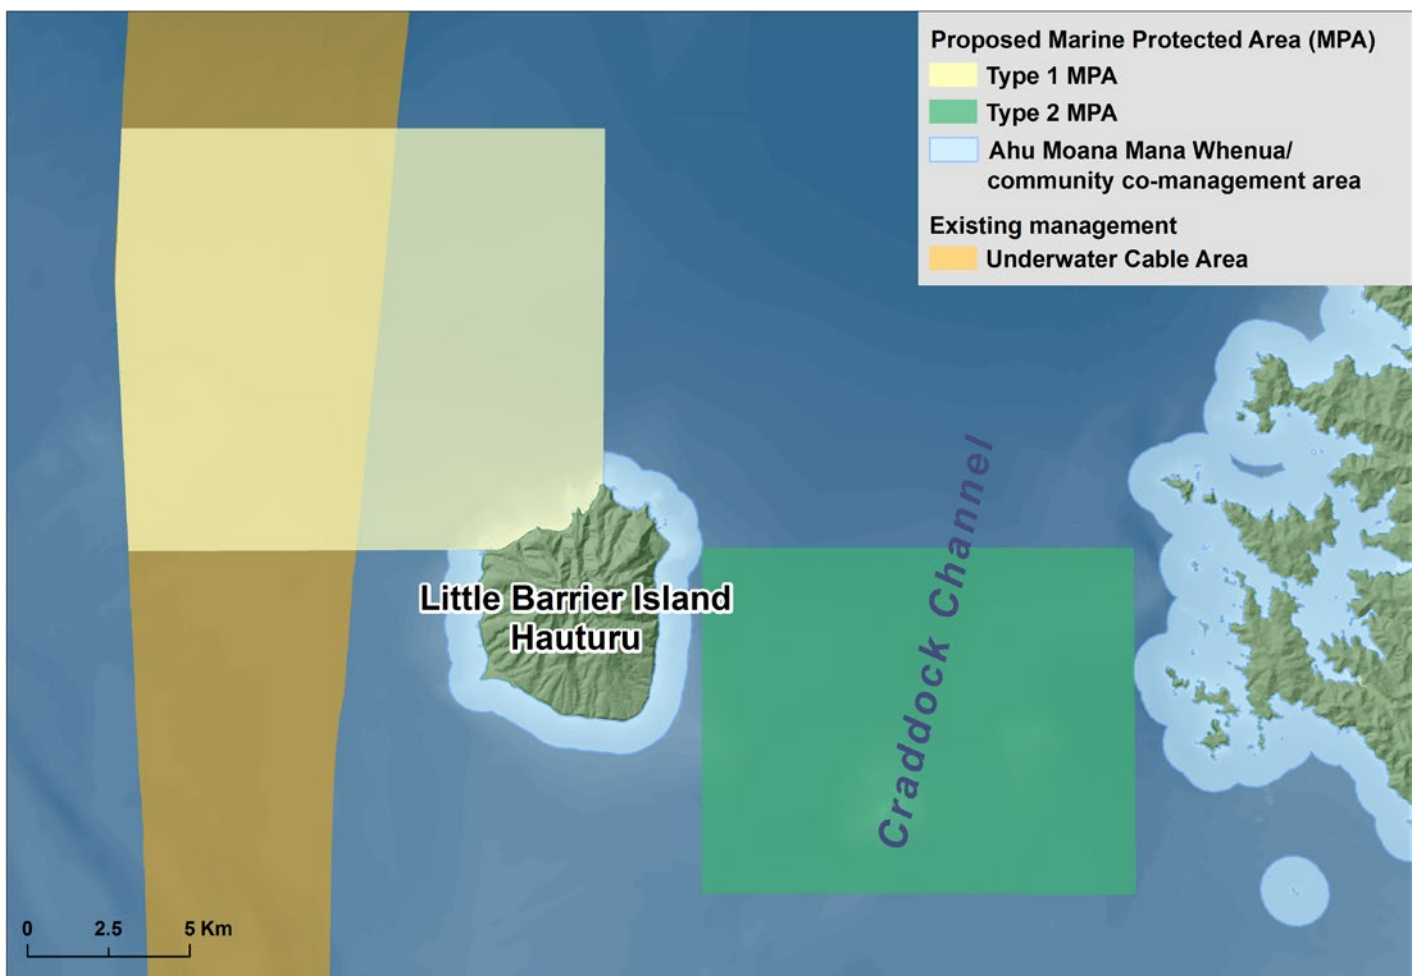 Proposed Marine Protected Area (MPA)
Type 1 MPA
Type 2 MPA
Ahu Moana Mana Whenua/
community co-management area
Existing management
Underwater Cable Area
Little Barrier Island
Hauturu
Craddock Channel
0 2.5 5 Km